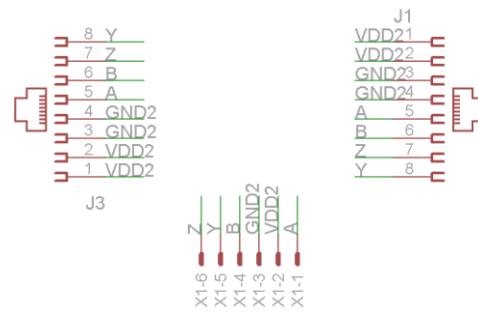 J1
8 Y
7 Z
6 B
5 A
4 GND2
3 GND2
2 VDD2
1 VDD2
J3
VDD2 1
VDD2 2
GND2 3
GND2 4
A 5
B 6
Z 7
Y 8
Z
Y
B
GND2
VDD2
A
X1-6
X1-5
X1-4
X1-3
X1-2
X1-1